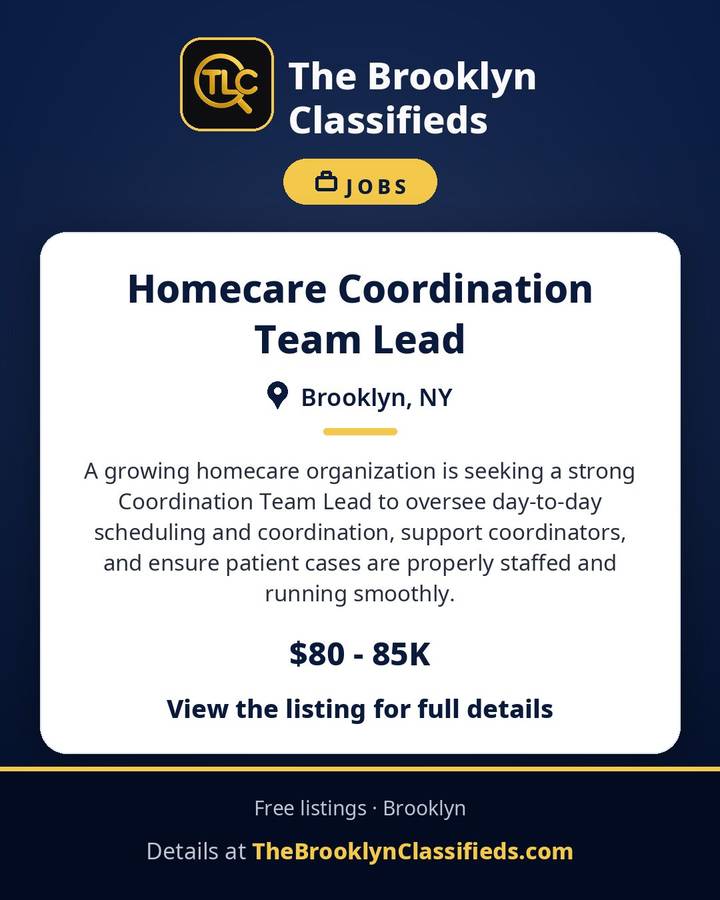 TLC
The Brooklyn
Classifieds
JOBS
Homecare Coordination
Team Lead
Brooklyn, NY
A growing homecare organization is seeking a strong
Coordination Team Lead to oversee day-to-day
scheduling and coordination, support coordinators,
and ensure patient cases are properly staffed and
running smoothly.
$80 - 85K
View the listing for full details
Free listings · Brooklyn
Details at TheBrooklynClassifieds.com